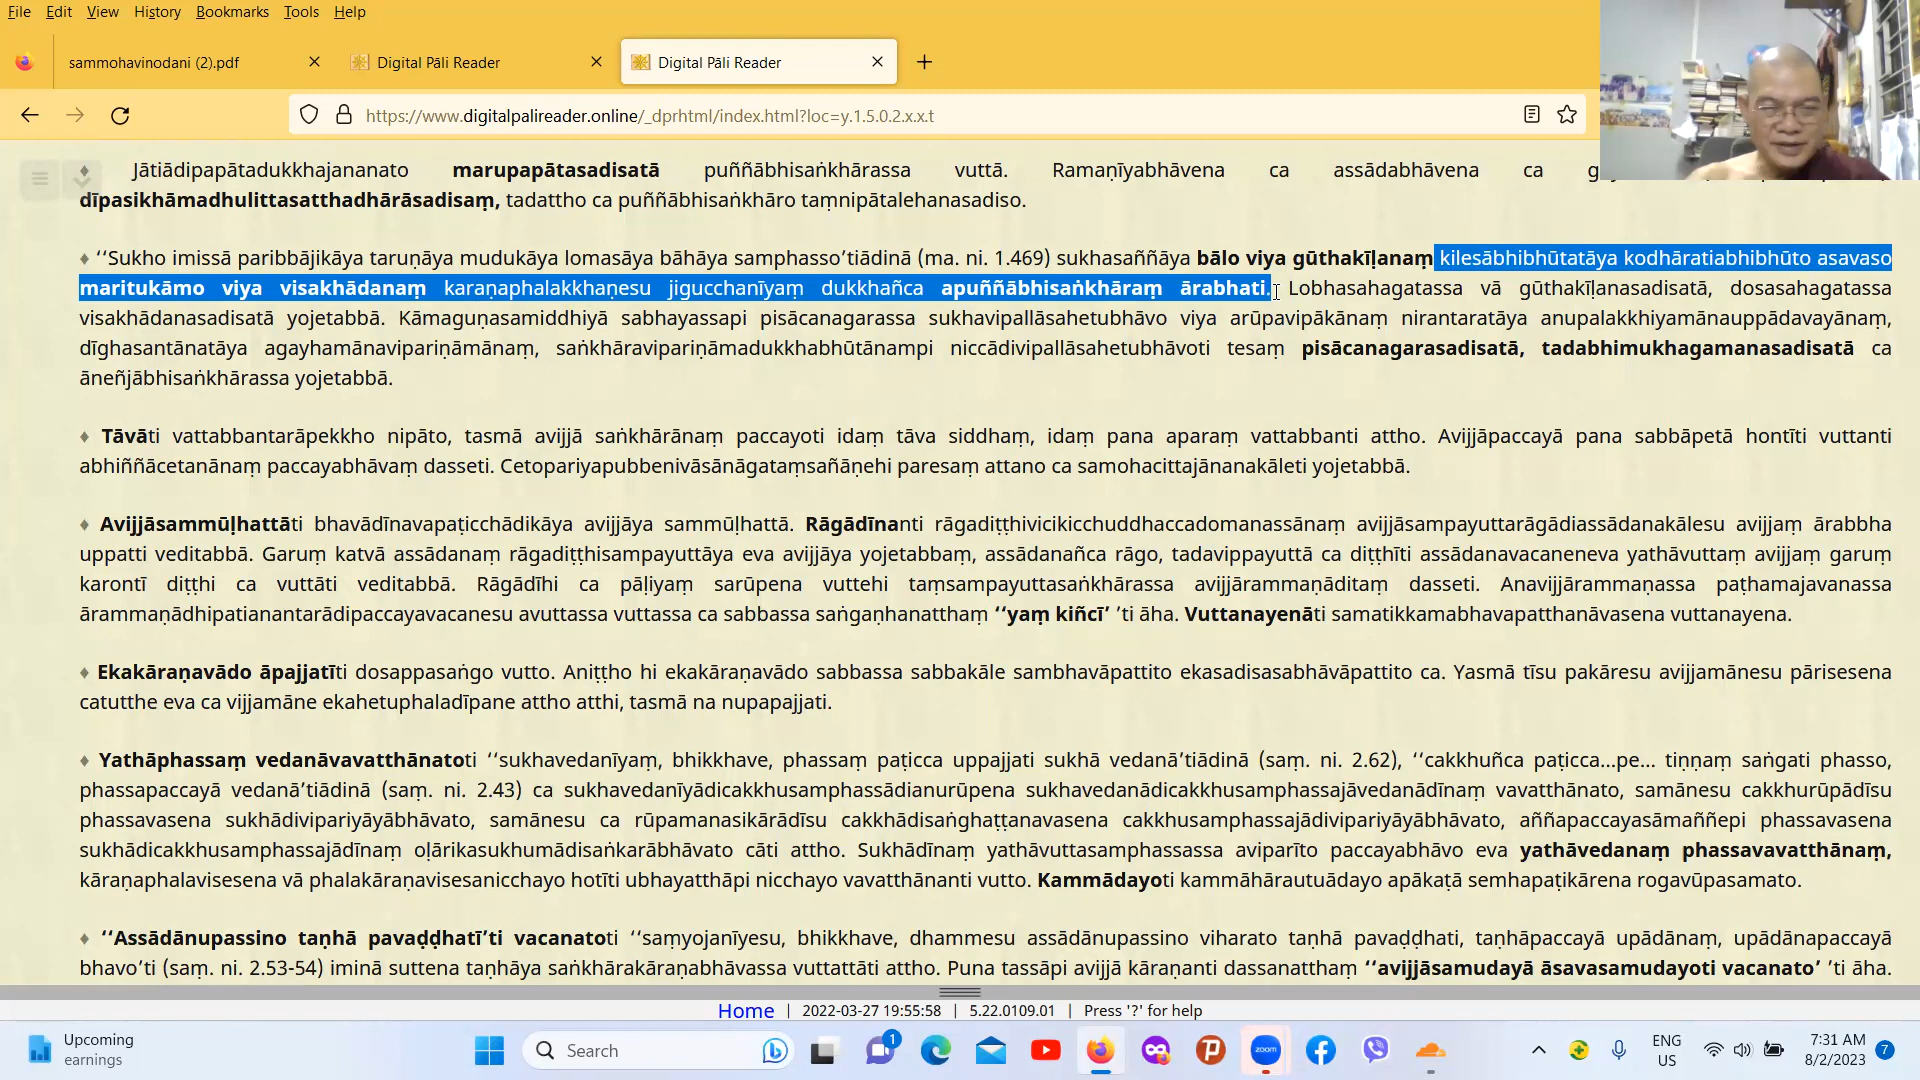 File Edit View History Bookmarks Tools Help
sammohavinodani (2).pdf
Digital Pāli Reader
Digital Pāli Reader
https://www.digitalpalireader.online/_dprhtml/index.html?loc=y.1.5.0.2.x.x.t
♦ Jātiādipapātadukkhajananato marupapātasadisatā puññābhisaṅkhārassa vuttā. Ramaṇīyabhāvena ca assādabhāvena ca
dīpasikhāmadhulittasatthadhārāsadisaṃ, tadattho ca puññābhisaṅkhāro taṃnipātalehanasadiso.
♦ ‘‘Sukho imissā paribbājikāya taruṇāya mudukāya lomasāya bāhāya samphasso’tiādinā (ma. ni. 1.469) sukhasaññāya bālo viya gūthakīḷanaṃ kilesābhibhūtatāya kodhāratiabhibhūto asavaso
maritukāmo viya visakhādanaṃ karaṇaphalakkhaṇesu jigucchanīyaṃ dukkhañca apuññābhisaṅkhāraṃ ārabhati. Lobhasahagatassa vā gūthakīḷanasadisatā, dosasahagatassa
visakhādanasadisatā yojetabbā. Kāmaguṇasamiddhiyā sabhayassapi pisācanagarassa sukhavipallāsahetubhāvo viya arūpavipākānaṃ nirantaratāya anupalakkhiyamānauppādavayānaṃ,
dīghasantānatāya agayhamānavipariṇāmānaṃ, saṅkhāravipariṇāmadukkhabhūtānampi niccādivipallāsahetubhāvoti tesaṃ pisācanagarasadisatā, tadabhimukhagamanasadisatā ca
āneñjābhisaṅkhārassa yojetabbā.
♦ Tāvāti vattabbantarāpekkho nipāto, tasmā avijjā saṅkhārānaṃ paccayoti idaṃ tāva siddhaṃ, idaṃ pana aparaṃ vattabbanti attho. Avijjāpaccayā pana sabbāpetā hontīti vuttanti
abhiññācetanānaṃ paccayabhāvaṃ dasseti. Cetopariyapubbenivāsānāgataṃsañāṇehi paresaṃ attano ca samohacittajānanakāleti yojetabbā.
♦ Avijjāsammūḷhattāti bhavādīnavapaṭicchādikāya avijjāya sammūḷhattā. Rāgādīnanti rāgadiṭṭhivicikicchuddhaccadomanassānaṃ avijjāsampayuttarāgādiassādanakālesu avijjaṃ ārabbha
uppatti veditabbā. Garuṃ katvā assādanaṃ rāgadiṭṭhisampayuttāya eva avijjāya yojetabbaṃ, assādanañca rāgo, tadavippayuttā ca diṭṭhīti assādanavacaneneva yathāvuttaṃ avijjaṃ garuṃ
karontī diṭṭhi ca vuttāti veditabbā. Rāgādīhi ca pāḷiyaṃ sarūpena vuttehi taṃsampayuttasaṅkhārassa avijjārammaṇāditaṃ dasseti. Anavijjārammaṇassa paṭhamajavanassa
ārammaṇādhipatianantarādipaccayavacanesu avuttassa vuttassa ca sabbassa saṅgaṇhanatthaṃ ‘‘yaṃ kiñcī’ ’ti āha. Vuttanayenāti samatikkamabhavapatthanāvasena vuttanayena.
♦ Ekakāraṇavādo āpajjatīti dosappasaṅgo vutto. Aniṭṭho hi ekakāraṇavādo sabbassa sabbakāle sambhavāpattito ekasadisasabhāvāpattito ca. Yasmā tīsu pakāresu avijjamānesu pārisesena
catutthe eva ca vijjamāne ekahetuphaladīpane attho atthi, tasmā na nupapajjati.
♦ Yathāphassaṃ vedanāvavatthānatoti ‘‘sukhavedanīyaṃ, bhikkhave, phassaṃ paṭicca uppajjati sukhā vedanā’tiādinā (saṃ. ni. 2.62), ‘‘cakkhuñca paṭicca...pe... tiṇṇaṃ saṅgati phasso,
phassapaccayā vedanā’tiādinā (saṃ. ni. 2.43) ca sukhavedanīyādicakkhusamphassādianurūpena sukhavedanādicakkhusamphassajāvedanādīnaṃ vavatthānato, samānesu cakkhurūpādīsu
phassavasena sukhādivipariyāyābhāvato, samānesu ca rūpamanasikārādīsu cakkhādisaṅghaṭṭanavasena cakkhusamphassajādivipariyāyābhāvato, aññapaccayasāmaññepi phassavasena
sukhādicakkhusamphassajādīnaṃ oḷārikasukhumādisaṅkarābhāvato cāti attho. Sukhādīnaṃ yathāvuttasamphassassa aviparīto paccayabhāvo eva yathāvedanaṃ phassavavatthānaṃ,
kāraṇaphalavisesena vā phalakāraṇavisesanicchayo hotīti ubhayatthāpi nicchayo vavatthānanti vutto. Kammādayoti kammāhārautuādayo apākaṭā semhapaṭikārena rogavūpasamato.
♦ ‘‘Assādānupassino taṇhā pavaḍḍhatī’ti vacanatoti ‘‘saṃyojanīyesu, bhikkhave, dhammesu assādānupassino viharato taṇhā pavaḍḍhati, taṇhāpaccayā upādānaṃ, upādānapaccayā
bhavo’ti (saṃ. ni. 2.53-54) iminā suttena taṇhāya saṅkhārakāraṇabhāvassa vuttattāti attho. Puna tassāpi avijjā kāraṇanti dassanatthaṃ ‘‘avijjāsamudayā āsavasamudayoti vacanato’ ’ti āha.
Home | 2022-03-27 19:55:58 | 5.22.0109.01 | Press '?' for help
Upcoming
earnings
Search
1
zoom
ENG
US
7:31 AM
8/2/2023
7